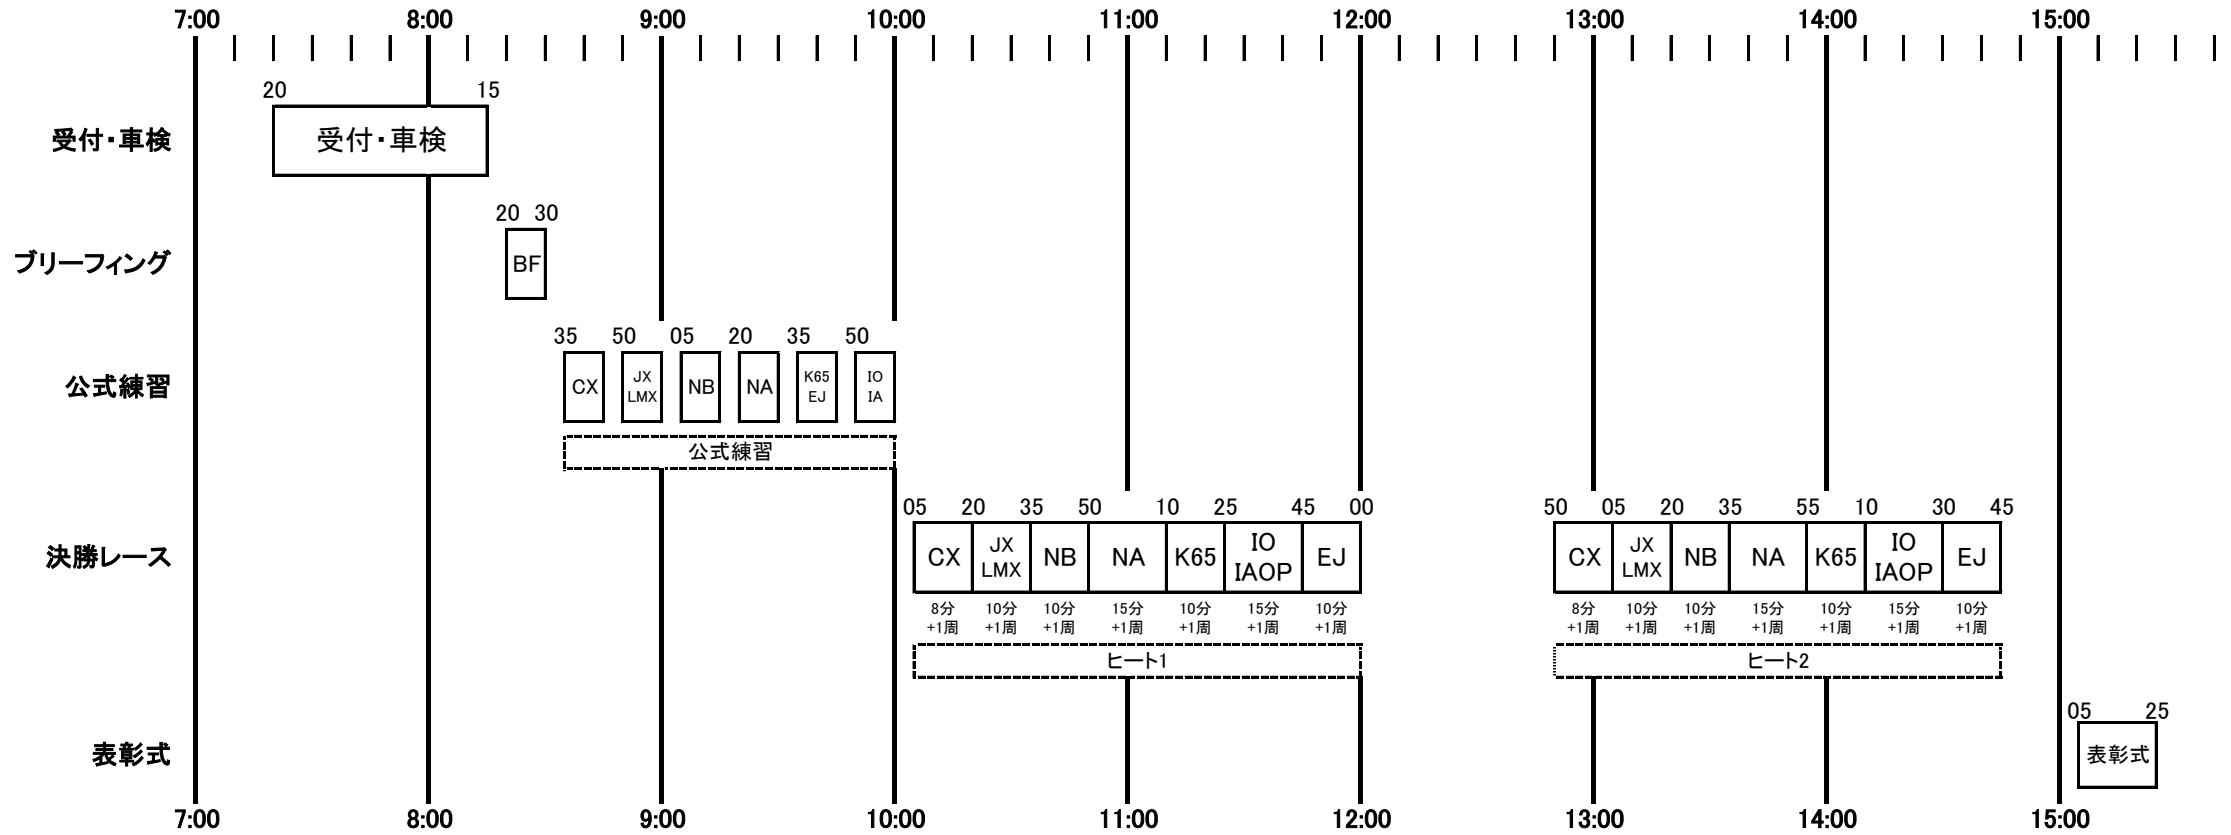 7:00 8:00 9:00 10:00 11:00 12:00 13:00 14:00 15:00
20 15
受付・車検 受付・車検
20 30
ブリーフィング BF
35 50 05 20 35 50
公式練習 CX JX LMX NB NA K65 EJ IO IA
公式練習
05 20 35 50 10 25 45 00 50 05 20 35 55 10 30 45
決勝レース CX JX LMX NB NA K65 IO IAOP EJ CX JX LMX NB NA K65 IO IAOP EJ
8分 10分 10分 15分 10分 15分 10分 8分 10分 10分 15分 10分 15分 10分
+1周 +1周 +1周 +1周 +1周 +1周 +1周 +1周 +1周 +1周 +1周 +1周 +1周 +1周
ヒート1 ヒート2
05 25
表彰式 表彰式
7:00 8:00 9:00 10:00 11:00 12:00 13:00 14:00 15:00